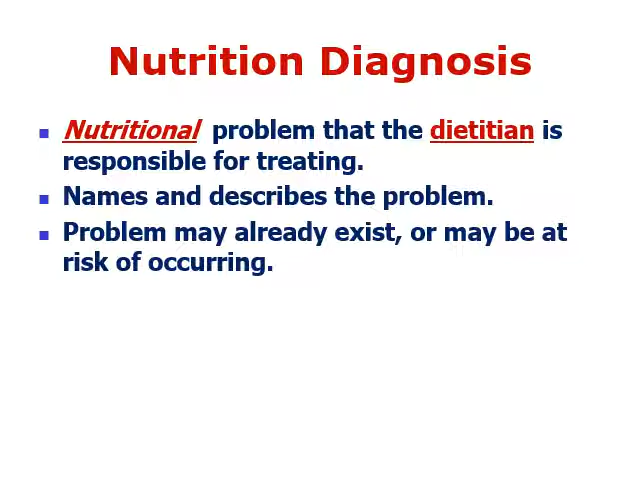 Nutrition Diagnosis
▪ Nutritional problem that the dietitian is
responsible for treating.
▪ Names and describes the problem.
▪ Problem may already exist, or may be at
risk of occurring.